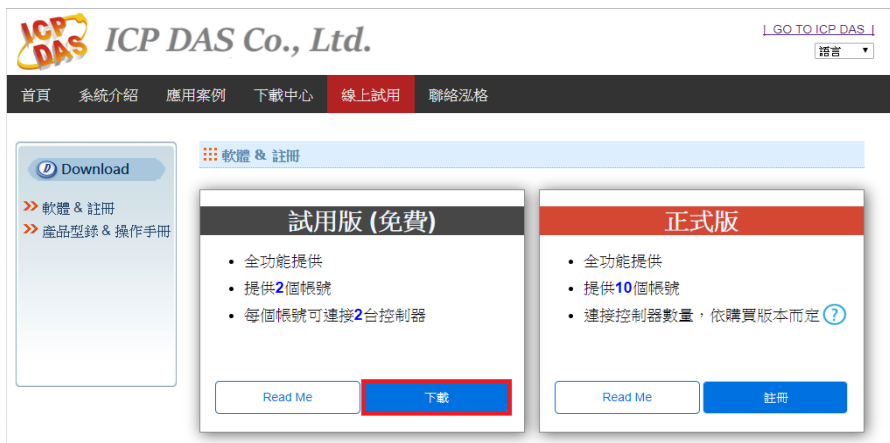 ICP DAS
ICP DAS Co., Ltd.
| GO TO ICP DAS |
語言
首頁 系統介紹 應用案例 下載中心 線上試用 聯絡泓格
Download
軟體 & 註冊
產品型錄 & 操作手冊
軟體 & 註冊
試用版 (免費)
全功能提供
提供2個帳號
每個帳號可連接2台控制器
Read Me 下載
正式版
全功能提供
提供10個帳號
連接控制器數量，依購買版本而定 ?
Read Me 註冊